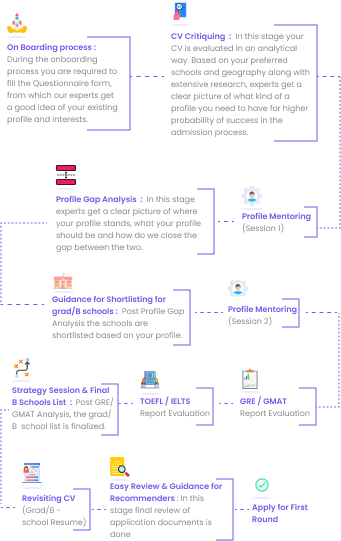 On Boarding process :
During the onboarding
process you are required to
fill the Questionnaire form,
from which our experts get
a good idea of your existing
profile and interests.
CV Critiquing : In this stage your
CV is evaluated in an analytical
way. Based on your preferred
schools and geography along with
extensive research, experts get a
clear picture of what kind of a
profile you need to have for higher
probability of success in the
admission process.
Profile Gap Analysis : In this stage
experts get a clear picture of where
your profile stands, what your profile
should be and how do we close the
gap between the two.
Profile Mentoring
(Session 1)
Guidance for Shortlisting for
grad/B schools : Post Profile Gap
Analysis the schools are
shortlisted based on your profile.
Profile Mentoring
(Session 2)
Strategy Session & Final
B Schools List : Post GRE/
GMAT Analysis, the grad/
B school list is finalized.
TOEFL / IELTS
Report Evaluation
GRE / GMAT
Report Evaluation
Revisiting CV
(Grad/B -
school Resume)
Easy Review & Guidance for
Recommenders : In this
stage final review of
application documents is
done
Apply for First
Round